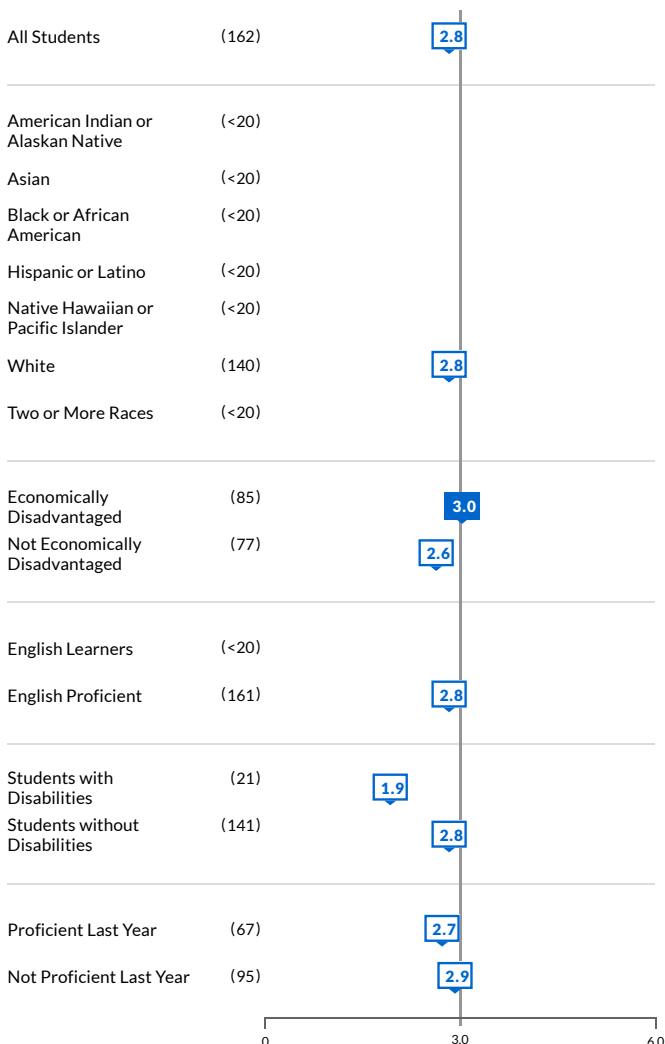 All Students (162) 2.8
American Indian or (<20)
Alaskan Native
Asian (<20)
Black or African (<20)
American
Hispanic or Latino (<20)
Native Hawaiian or (<20)
Pacific Islander
White (140) 2.8
Two or More Races (<20)
Economically (85) 3.0
Disadvantaged
Not Economically (77) 2.6
Disadvantaged
English Learners (<20)
English Proficient (161) 2.8
Students with (21) 1.9
Disabilities
Students without (141) 2.8
Disabilities
Proficient Last Year (67) 2.7
Not Proficient Last Year (95) 2.9
0 3.0 6.0